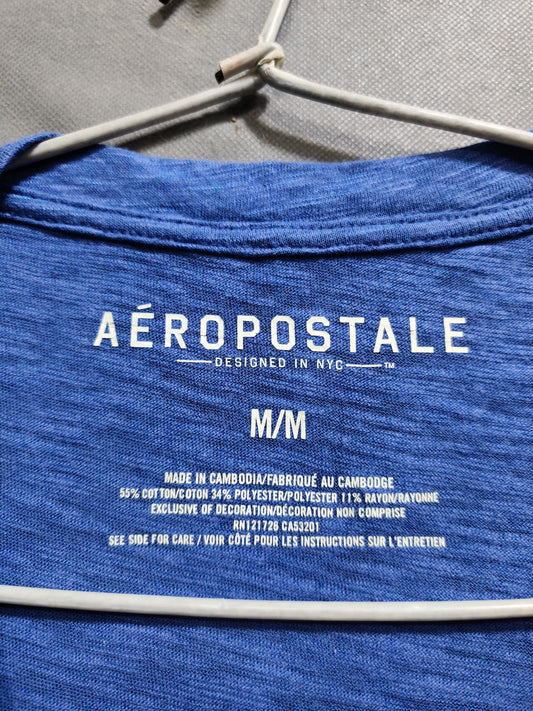 AÉROPOSTALE
DESIGNED IN NYC ™
M/M
MADE IN CAMBODIA/FABRIQUÉ AU CAMBODGE
55% COTTON/COTON 34% POLYESTER/POLYESTER 11% RAYON/RAYONNE
EXCLUSIVE OF DECORATION/DÉCORATION NON COMPRISE
RN121726 CA53201
SEE SIDE FOR CARE / VOIR CÔTÉ POUR LES INSTRUCTIONS SUR L'ENTRETIEN